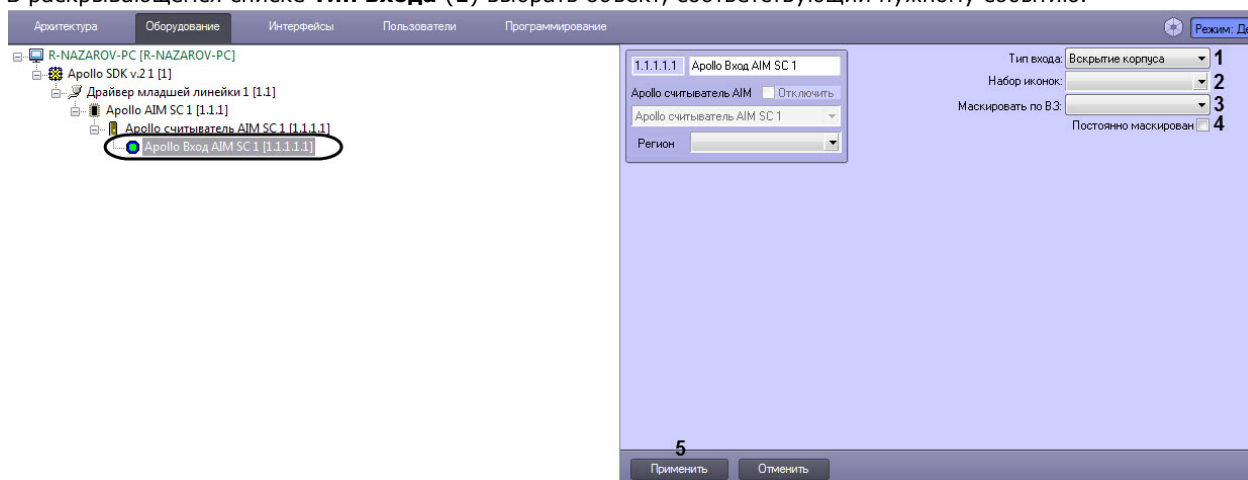 В раскрывающемся списке Тип входа (1) выбрать объект, соответствующий нужному событию.
Архитектура Оборудование Интерфейсы Пользователи Программирование Режим: Де
R-NAZAROV-PC [R-NAZAROV-PC]
Apollo SDK v.2 1 [1]
Драйвер младшей линейки 1 [1.1]
Apollo AIM SC 1 [1.1.1]
Apollo считыватель AIM SC 1 [1.1.1.1]
Apollo Вход AIM SC 1 [1.1.1.1.1]
1.1.1.1.1 Apollo Вход AIM SC 1
Apollo считыватель AIM Отключить
Apollo считыватель AIM SC 1
Регион
Тип входа: Вскрытие корпуса 1
Набор иконок: 2
Маскировать по ВЗ: 3
Постоянно маскирован 4
5
Применить Отменить